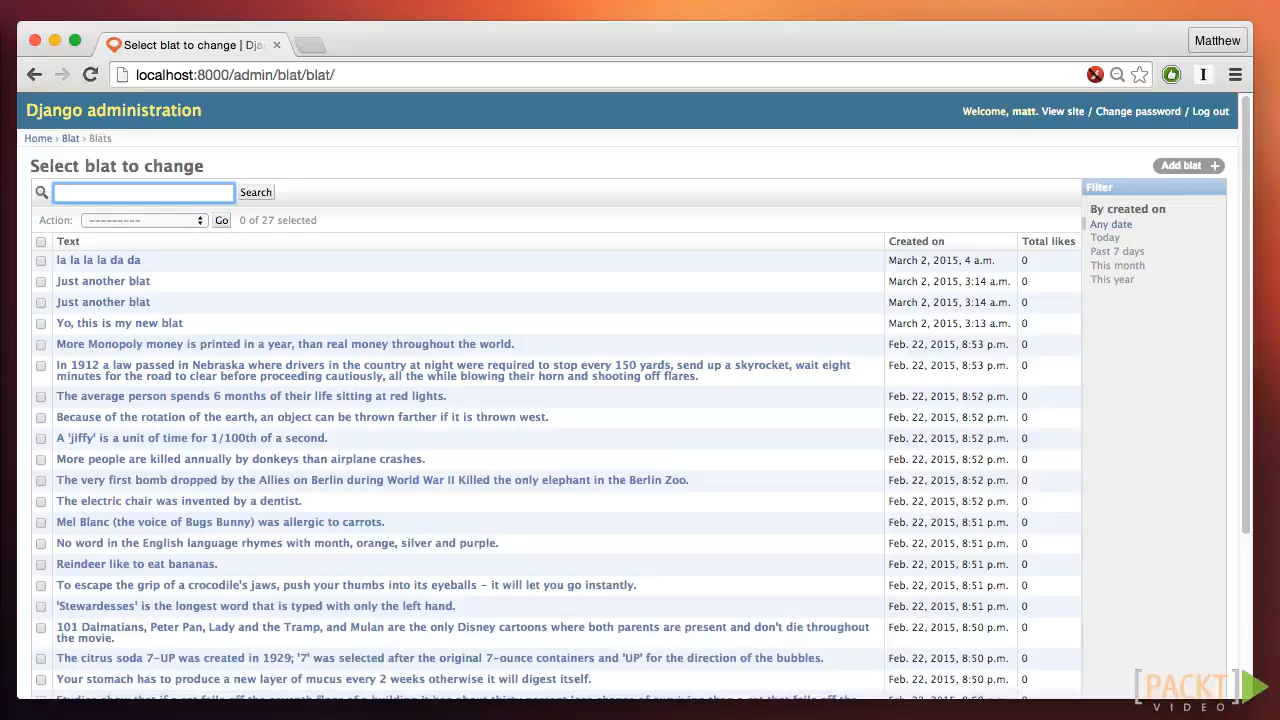 Select blat to change | Dja
Matthew
localhost:8000/admin/blat/blat/
Django administration
Welcome, matt. View site / Change password / Log out
Home › Blat › Blats
Select blat to change
Add blat +
Search
Filter
Action: --------- Go 0 of 27 selected
By created on
Any date
Today
Past 7 days
This month
This year
Text Created on Total likes
la la la la da da March 2, 2015, 4 a.m. 0
Just another blat March 2, 2015, 3:14 a.m. 0
Just another blat March 2, 2015, 3:14 a.m. 0
Yo, this is my new blat March 2, 2015, 3:13 a.m. 0
More Monopoly money is printed in a year, than real money throughout the world. Feb. 22, 2015, 8:53 p.m. 0
In 1912 a law passed in Nebraska where drivers in the country at night were required to stop every 150 yards, send up a skyrocket, wait eight Feb. 22, 2015, 8:53 p.m. 0
minutes for the road to clear before proceeding cautiously, all the while blowing their horn and shooting off flares.
The average person spends 6 months of their life sitting at red lights. Feb. 22, 2015, 8:52 p.m. 0
Because of the rotation of the earth, an object can be thrown farther if it is thrown west. Feb. 22, 2015, 8:52 p.m. 0
A 'jiffy' is a unit of time for 1/100th of a second. Feb. 22, 2015, 8:52 p.m. 0
More people are killed annually by donkeys than airplane crashes. Feb. 22, 2015, 8:52 p.m. 0
The very first bomb dropped by the Allies on Berlin during World War II Killed the only elephant in the Berlin Zoo. Feb. 22, 2015, 8:52 p.m. 0
The electric chair was invented by a dentist. Feb. 22, 2015, 8:52 p.m. 0
Mel Blanc (the voice of Bugs Bunny) was allergic to carrots. Feb. 22, 2015, 8:51 p.m. 0
No word in the English language rhymes with month, orange, silver and purple. Feb. 22, 2015, 8:51 p.m. 0
Reindeer like to eat bananas. Feb. 22, 2015, 8:51 p.m. 0
To escape the grip of a crocodile's jaws, push your thumbs into its eyeballs - it will let you go instantly. Feb. 22, 2015, 8:51 p.m. 0
'Stewardesses' is the longest word that is typed with only the left hand. Feb. 22, 2015, 8:51 p.m. 0
101 Dalmatians, Peter Pan, Lady and the Tramp, and Mulan are the only Disney cartoons where both parents are present and don't die throughout Feb. 22, 2015, 8:50 p.m. 0
the movie.
The citrus soda 7-UP was created in 1929; '7' was selected after the original 7-ounce containers and 'UP' for the direction of the bubbles. Feb. 22, 2015, 8:50 p.m. 0
Your stomach has to produce a new layer of mucus every 2 weeks otherwise it will digest itself. Feb. 22, 2015, 8:50 p.m. 0
[PACKT]
VIDEO